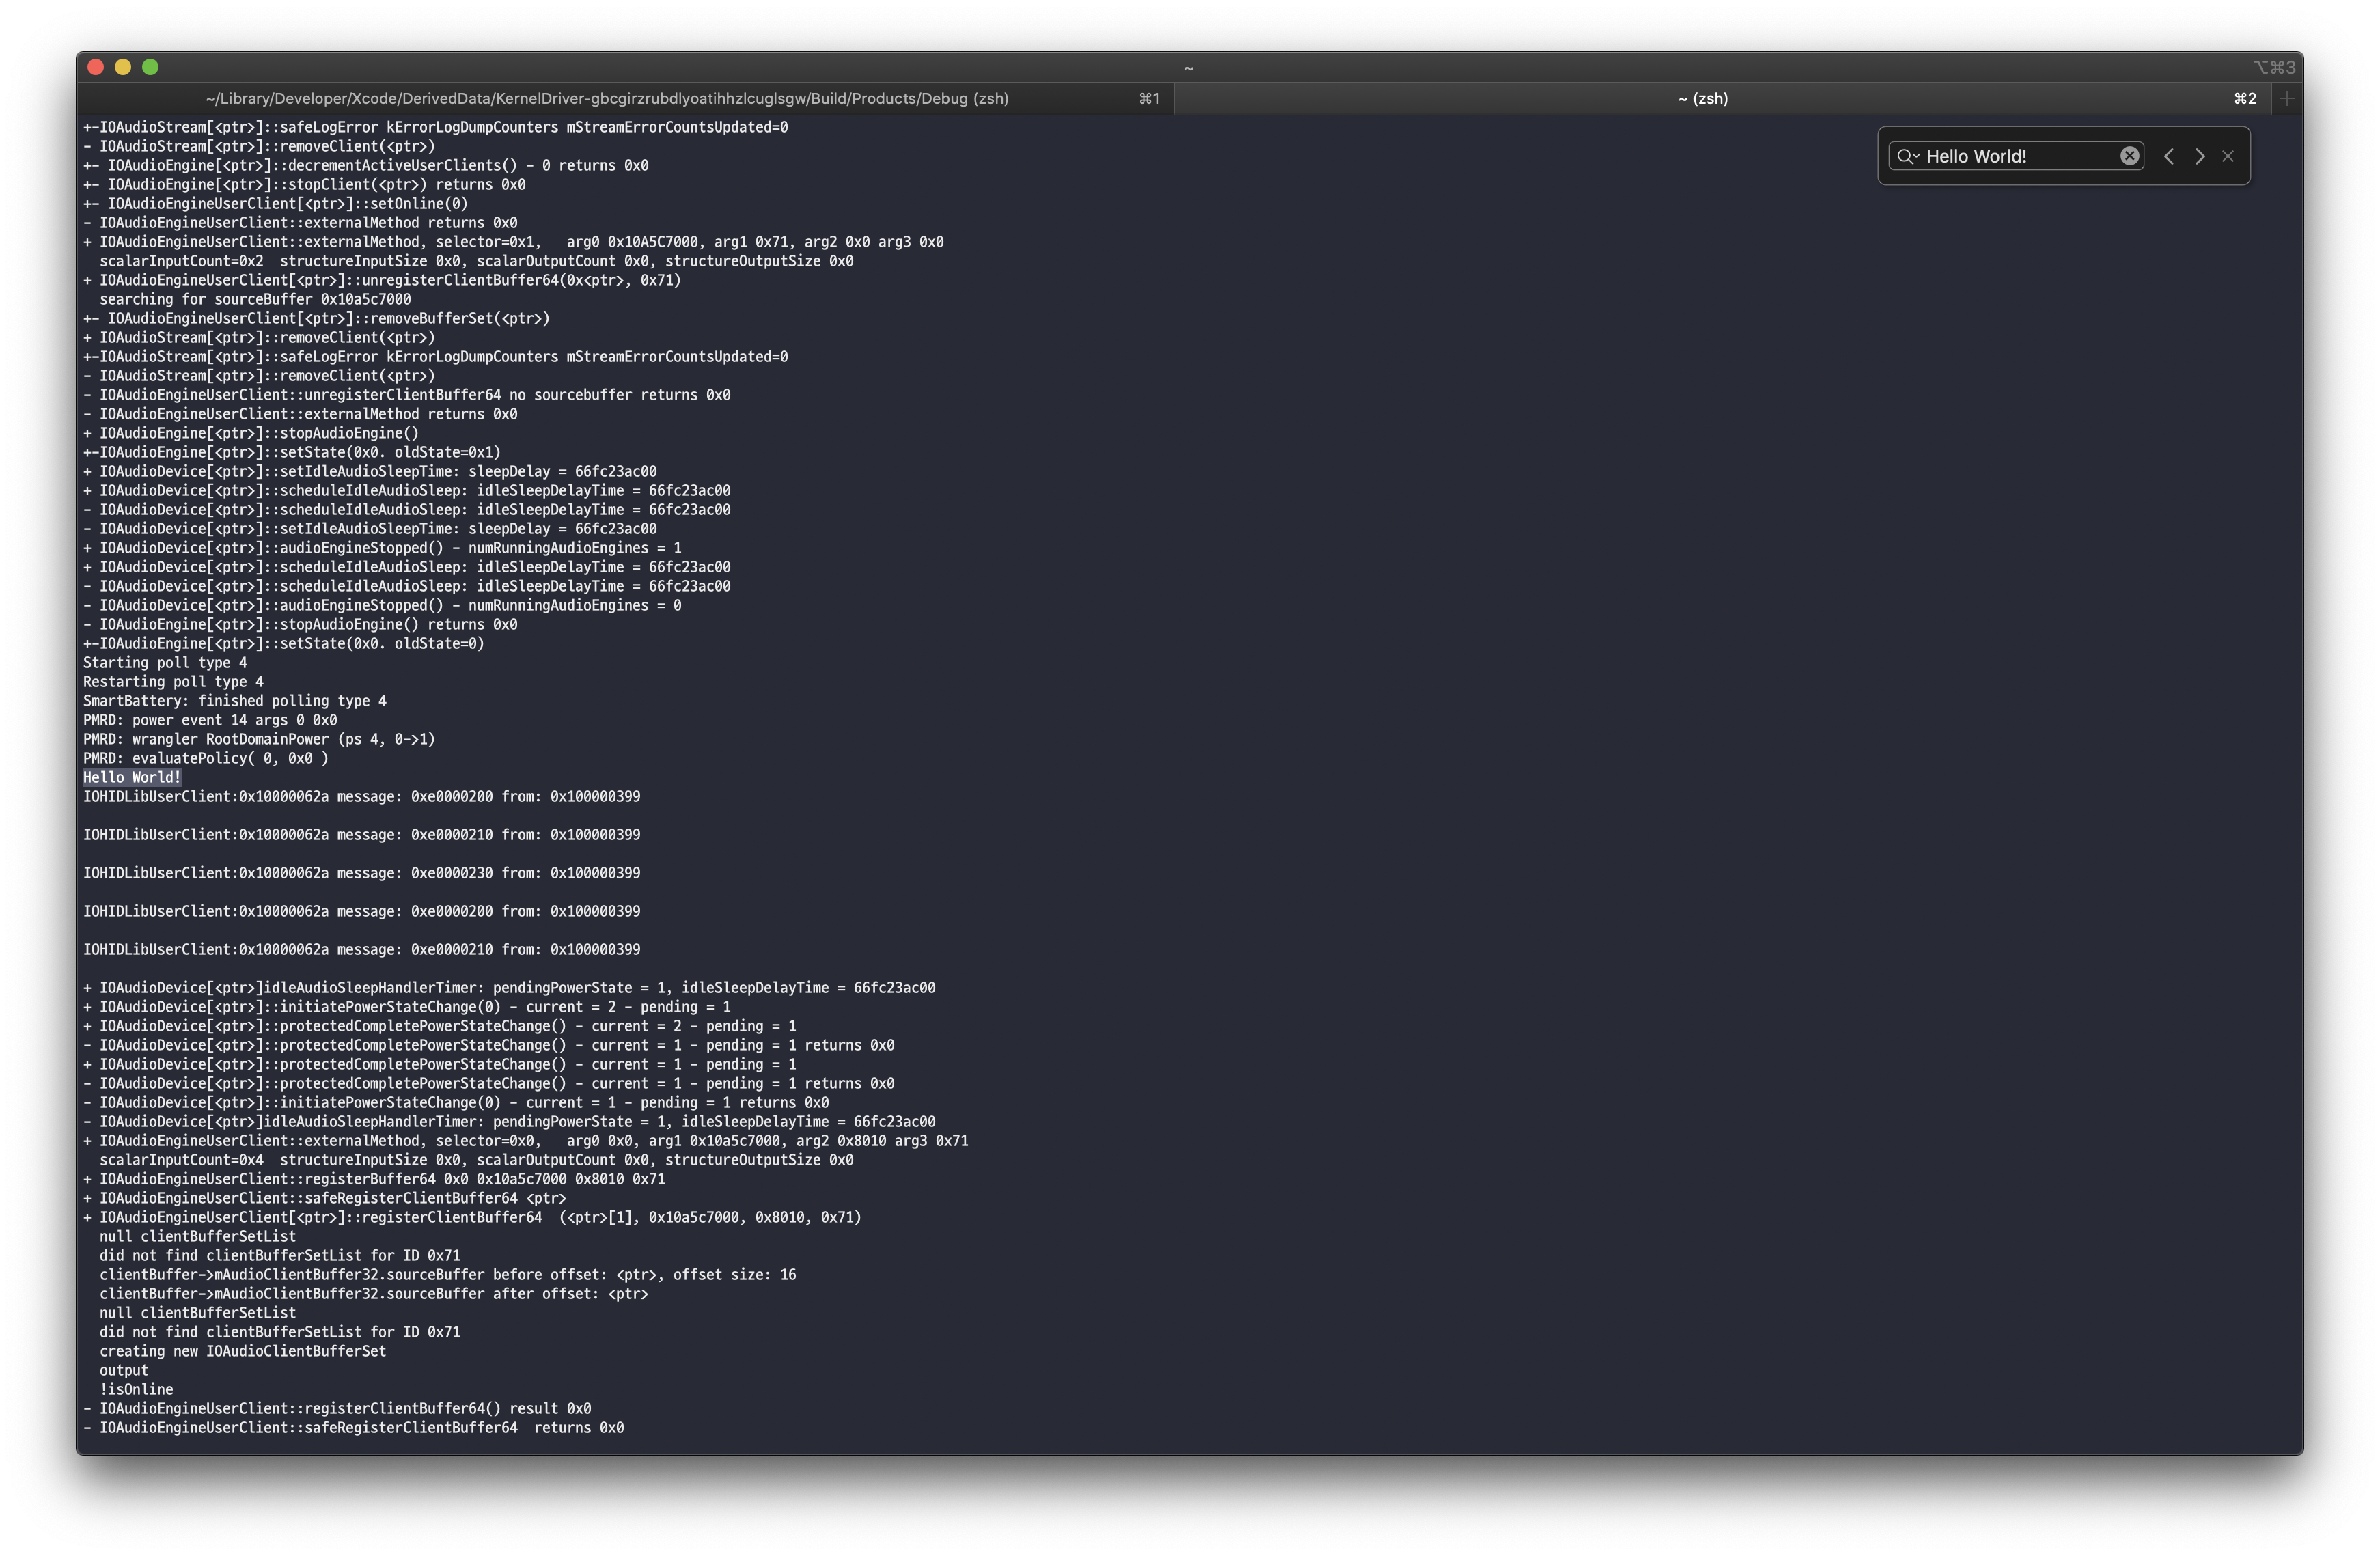 ~
⌥⌘3
~/Library/Developer/Xcode/DerivedData/KernelDriver-gbcgirzrubdlyoatihhzlcuglsgw/Build/Products/Debug (zsh)
⌘1
~ (zsh)
⌘2
Hello World!
+-IOAudioStream[<ptr>]::safeLogError kErrorLogDumpCounters mStreamErrorCountsUpdated=0
- IOAudioStream[<ptr>]::removeClient(<ptr>)
+- IOAudioEngine[<ptr>]::decrementActiveUserClients() - 0 returns 0x0
+- IOAudioEngine[<ptr>]::stopClient(<ptr>) returns 0x0
+- IOAudioEngineUserClient[<ptr>]::setOnline(0)
- IOAudioEngineUserClient::externalMethod returns 0x0
+ IOAudioEngineUserClient::externalMethod, selector=0x1,   arg0 0x10A5C7000, arg1 0x71, arg2 0x0 arg3 0x0
  scalarInputCount=0x2  structureInputSize 0x0, scalarOutputCount 0x0, structureOutputSize 0x0
+ IOAudioEngineUserClient[<ptr>]::unregisterClientBuffer64(0x<ptr>, 0x71)
  searching for sourceBuffer 0x10a5c7000
+- IOAudioEngineUserClient[<ptr>]::removeBufferSet(<ptr>)
+ IOAudioStream[<ptr>]::removeClient(<ptr>)
+-IOAudioStream[<ptr>]::safeLogError kErrorLogDumpCounters mStreamErrorCountsUpdated=0
- IOAudioStream[<ptr>]::removeClient(<ptr>)
- IOAudioEngineUserClient::unregisterClientBuffer64 no sourcebuffer returns 0x0
- IOAudioEngineUserClient::externalMethod returns 0x0
+ IOAudioEngine[<ptr>]::stopAudioEngine()
+-IOAudioEngine[<ptr>]::setState(0x0. oldState=0x1)
+ IOAudioDevice[<ptr>]::setIdleAudioSleepTime: sleepDelay = 66fc23ac00
+ IOAudioDevice[<ptr>]::scheduleIdleAudioSleep: idleSleepDelayTime = 66fc23ac00
- IOAudioDevice[<ptr>]::scheduleIdleAudioSleep: idleSleepDelayTime = 66fc23ac00
- IOAudioDevice[<ptr>]::setIdleAudioSleepTime: sleepDelay = 66fc23ac00
+ IOAudioDevice[<ptr>]::audioEngineStopped() - numRunningAudioEngines = 1
+ IOAudioDevice[<ptr>]::scheduleIdleAudioSleep: idleSleepDelayTime = 66fc23ac00
- IOAudioDevice[<ptr>]::scheduleIdleAudioSleep: idleSleepDelayTime = 66fc23ac00
- IOAudioDevice[<ptr>]::audioEngineStopped() - numRunningAudioEngines = 0
- IOAudioEngine[<ptr>]::stopAudioEngine() returns 0x0
+-IOAudioEngine[<ptr>]::setState(0x0. oldState=0)
Starting poll type 4
Restarting poll type 4
SmartBattery: finished polling type 4
PMRD: power event 14 args 0 0x0
PMRD: wrangler RootDomainPower (ps 4, 0->1)
PMRD: evaluatePolicy( 0, 0x0 )
Hello World!
IOHIDLibUserClient:0x10000062a message: 0xe0000200 from: 0x100000399
IOHIDLibUserClient:0x10000062a message: 0xe0000210 from: 0x100000399
IOHIDLibUserClient:0x10000062a message: 0xe0000230 from: 0x100000399
IOHIDLibUserClient:0x10000062a message: 0xe0000200 from: 0x100000399
IOHIDLibUserClient:0x10000062a message: 0xe0000210 from: 0x100000399
+ IOAudioDevice[<ptr>]idleAudioSleepHandlerTimer: pendingPowerState = 1, idleSleepDelayTime = 66fc23ac00
+ IOAudioDevice[<ptr>]::initiatePowerStateChange(0) - current = 2 - pending = 1
+ IOAudioDevice[<ptr>]::protectedCompletePowerStateChange() - current = 2 - pending = 1
- IOAudioDevice[<ptr>]::protectedCompletePowerStateChange() - current = 1 - pending = 1 returns 0x0
+ IOAudioDevice[<ptr>]::protectedCompletePowerStateChange() - current = 1 - pending = 1
- IOAudioDevice[<ptr>]::protectedCompletePowerStateChange() - current = 1 - pending = 1 returns 0x0
- IOAudioDevice[<ptr>]::initiatePowerStateChange(0) - current = 1 - pending = 1 returns 0x0
- IOAudioDevice[<ptr>]idleAudioSleepHandlerTimer: pendingPowerState = 1, idleSleepDelayTime = 66fc23ac00
+ IOAudioEngineUserClient::externalMethod, selector=0x0,   arg0 0x0, arg1 0x10a5c7000, arg2 0x8010 arg3 0x71
  scalarInputCount=0x4  structureInputSize 0x0, scalarOutputCount 0x0, structureOutputSize 0x0
+ IOAudioEngineUserClient::registerBuffer64 0x0 0x10a5c7000 0x8010 0x71
+ IOAudioEngineUserClient::safeRegisterClientBuffer64 <ptr>
+ IOAudioEngineUserClient[<ptr>]::registerClientBuffer64  (<ptr>[1], 0x10a5c7000, 0x8010, 0x71)
  null clientBufferSetList
  did not find clientBufferSetList for ID 0x71
  clientBuffer->mAudioClientBuffer32.sourceBuffer before offset: <ptr>, offset size: 16
  clientBuffer->mAudioClientBuffer32.sourceBuffer after offset: <ptr>
  null clientBufferSetList
  did not find clientBufferSetList for ID 0x71
  creating new IOAudioClientBufferSet
  output
  !isOnline
- IOAudioEngineUserClient::registerClientBuffer64() result 0x0
- IOAudioEngineUserClient::safeRegisterClientBuffer64  returns 0x0